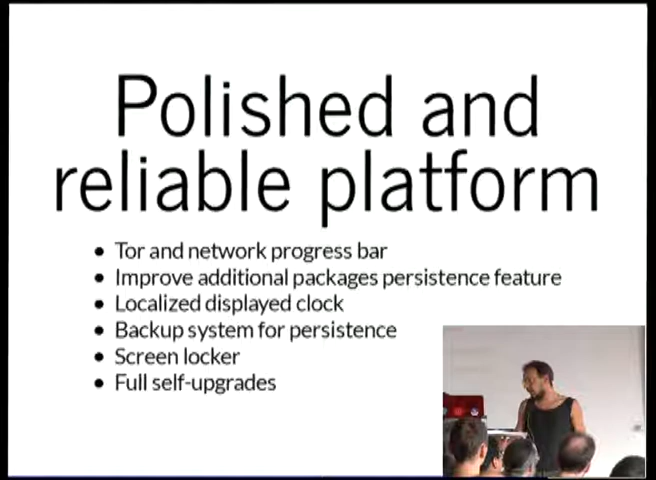 Polished and
reliable platform
• Tor and network progress bar
• Improve additional packages persistence feature
• Localized displayed clock
• Backup system for persistence
• Screen locker
• Full self-upgrades